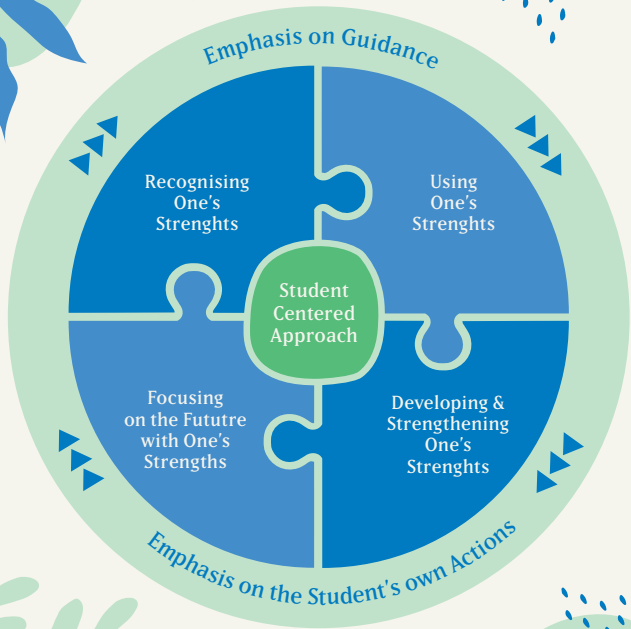 Emphasis on Guidance
Recognising
One's
Strenghts
Using
One's
Strenghts
Student
Centered
Approach
Focusing
on the Fututre
with One's
Strengths
Developing &
Strengthening
One's
Strenghts
Emphasis on the Student's own Actions